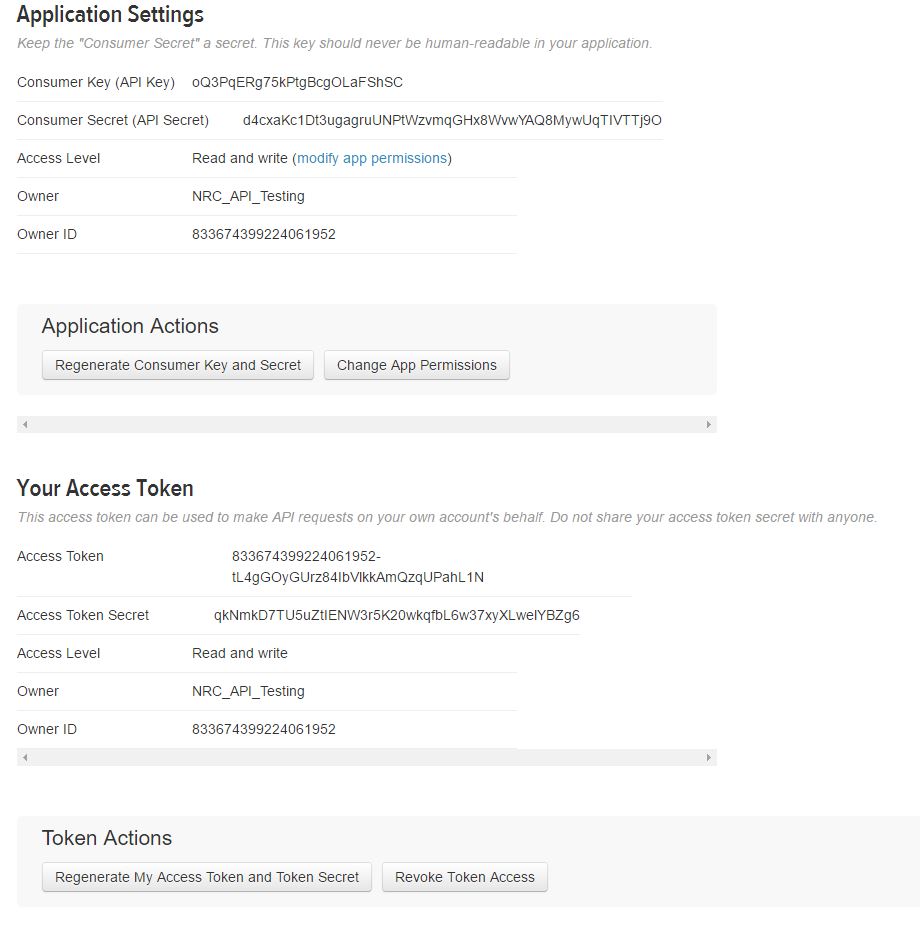 Application Settings
Keep the "Consumer Secret" a secret. This key should never be human-readable in your application.
Consumer Key (API Key) oQ3PqERg75kPtgBcgOLaFShSC
Consumer Secret (API Secret)
Access Level Read and write (modify app permissions)
Owner NRC_API_Testing
Owner ID 833674399224061952
Application Actions
Regenerate Consumer Key and Secret Change App Permissions
Your Access Token
This access token can be used to make API requests on your own account's behalf. Do not share your access token secret with anyone.
Access Token 833674399224061952-
Access Token Secret
Access Level Read and write
Owner NRC_API_Testing
Owner ID 833674399224061952
Token Actions
Regenerate My Access Token and Token Secret Revoke Token Access